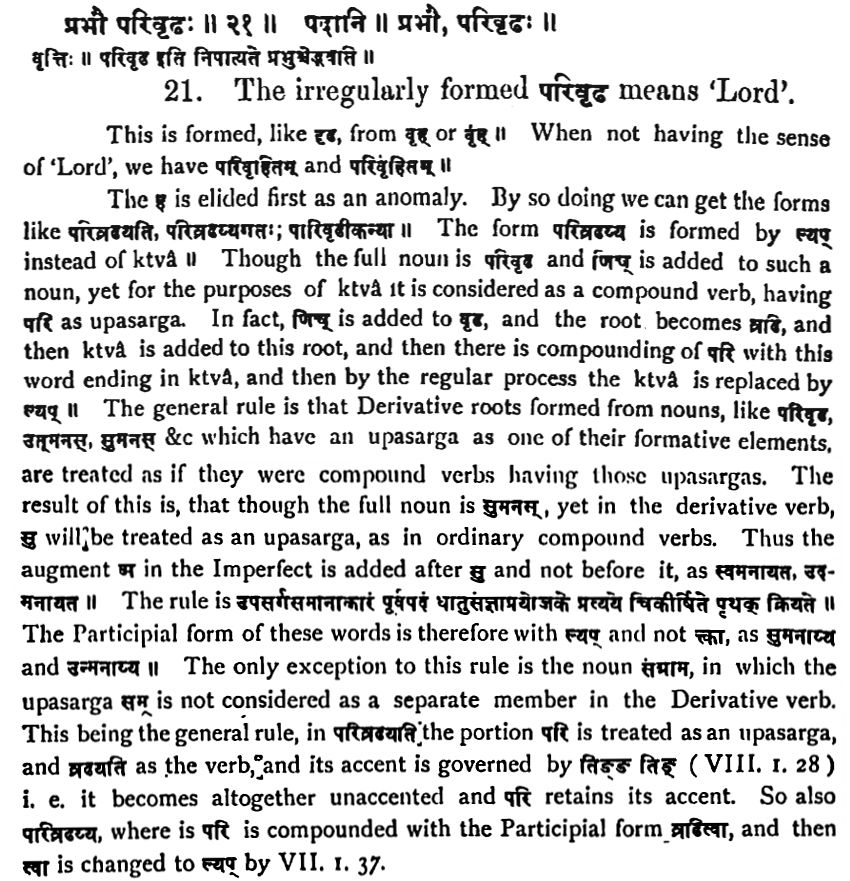 प्रभौ परिवृढः ॥ २१ ॥ पदानि ॥ प्रभौ, परिवृढः ॥
वृत्तिः ॥ परिवृढ इति निपात्यते प्रभुश्चेद्भवति ॥
21. The irregularly formed परिवृढ means ‘Lord’.
This is formed, like दृढ, from वृह् or वृंह् ॥ When not having the sense
of ‘Lord’, we have परिवृहितम् and परिवृंहितम् ॥
The ह is elided first as an anomaly. By so doing we can get the forms
like परिव्रढयति, परिव्रढय्यगतः; पारिवृढीकन्या ॥ The form परिव्रढय्य is formed by ल्यप्
instead of ktvâ ॥ Though the full noun is परिवृढ and णिच् is added to such a
noun, yet for the purposes of ktvâ it is considered as a compound verb, having
परि as upasarga. In fact, णिच् is added to वृढ, and the root becomes व्रढि, and
then ktvâ is added to this root, and then there is compounding of परि with this
word ending in ktvâ, and then by the regular process the ktvâ is replaced by
ल्यप् ॥ The general rule is that Derivative roots formed from nouns, like परिवृढ,
उत्मनस्, सुमनस् &c which have an upasarga as one of their formative elements,
are treated as if they were compound verbs having those upasargas. The
result of this is, that though the full noun is सुमनस्, yet in the derivative verb,
सु will be treated as an upasarga, as in ordinary compound verbs. Thus the
augment अ in the Imperfect is added after सु and not before it, as स्वमनायत, उद-
मनायत ॥ The rule is उपसर्गसमानाकारं पूर्वपदं धातुसंज्ञाप्रयोजके प्रत्यये चिकीर्षिते पृथक् क्रियते ॥
The Participial form of these words is therefore with ल्यप् and not क्त्वा, as सुमनाय्य
and उन्मनाय्य ॥ The only exception to this rule is the noun संग्राम, in which the
upasarga सम् is not considered as a separate member in the Derivative verb.
This being the general rule, in परिव्रढयति the portion परि is treated as an upasarga,
and व्रढयति as the verb, and its accent is governed by तिङ्ङ तिङ् ( VIII. 1. 28 )
i. e. it becomes altogether unaccented and परि retains its accent. So also
परिव्रढय्य, where is परि is compounded with the Participial form व्रढित्वा, and then
त्वा is changed to ल्यप् by VII. 1. 37.